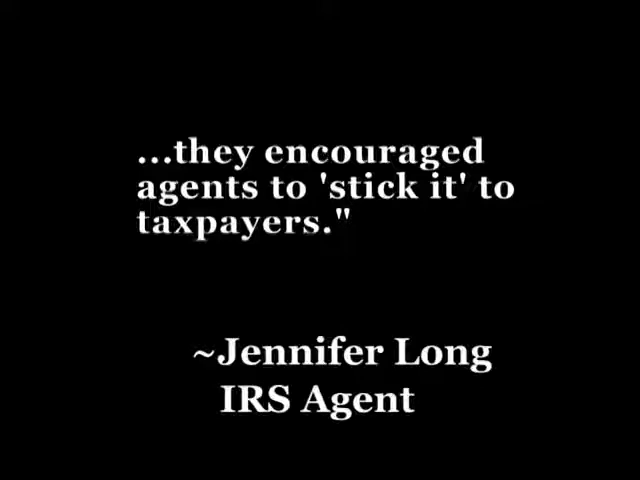 ...they encouraged
agents to 'stick it' to
taxpayers."
~Jennifer Long
IRS Agent